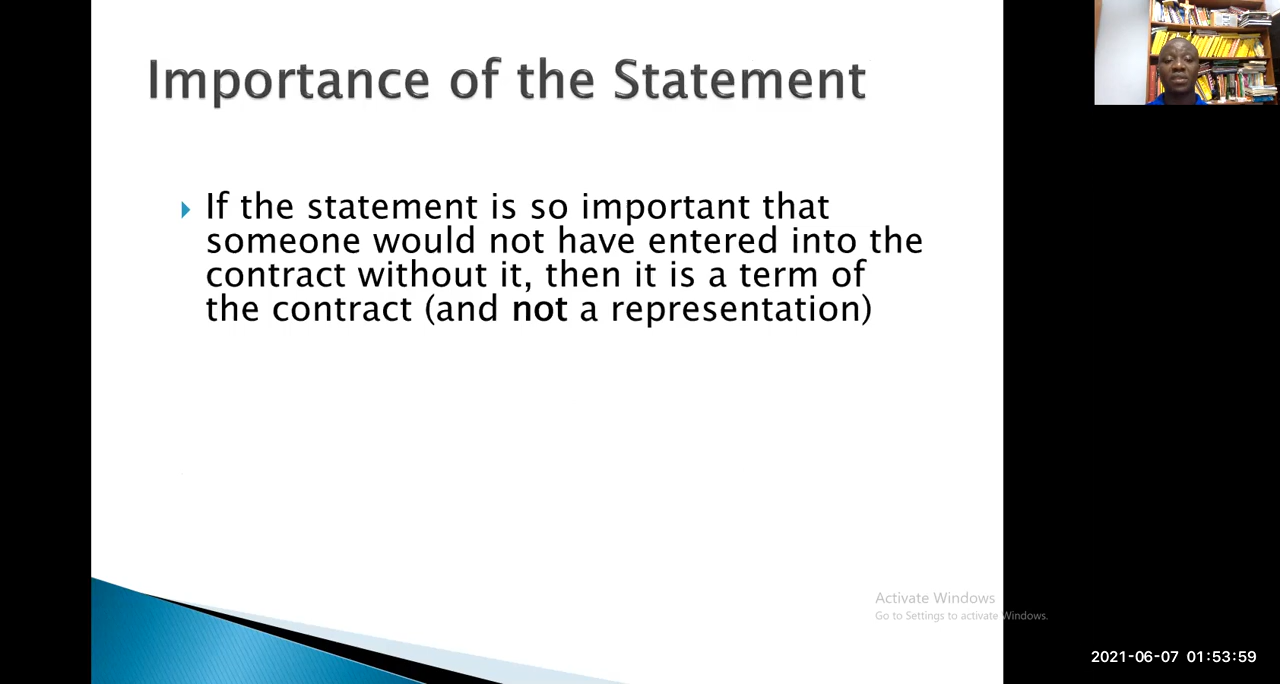 Importance of the Statement
If the statement is so important that
someone would not have entered into the
contract without it, then it is a term of
the contract (and not a representation)
Activate Windows
Go to Settings to activate Windows.
2021-06-07 01:53:59